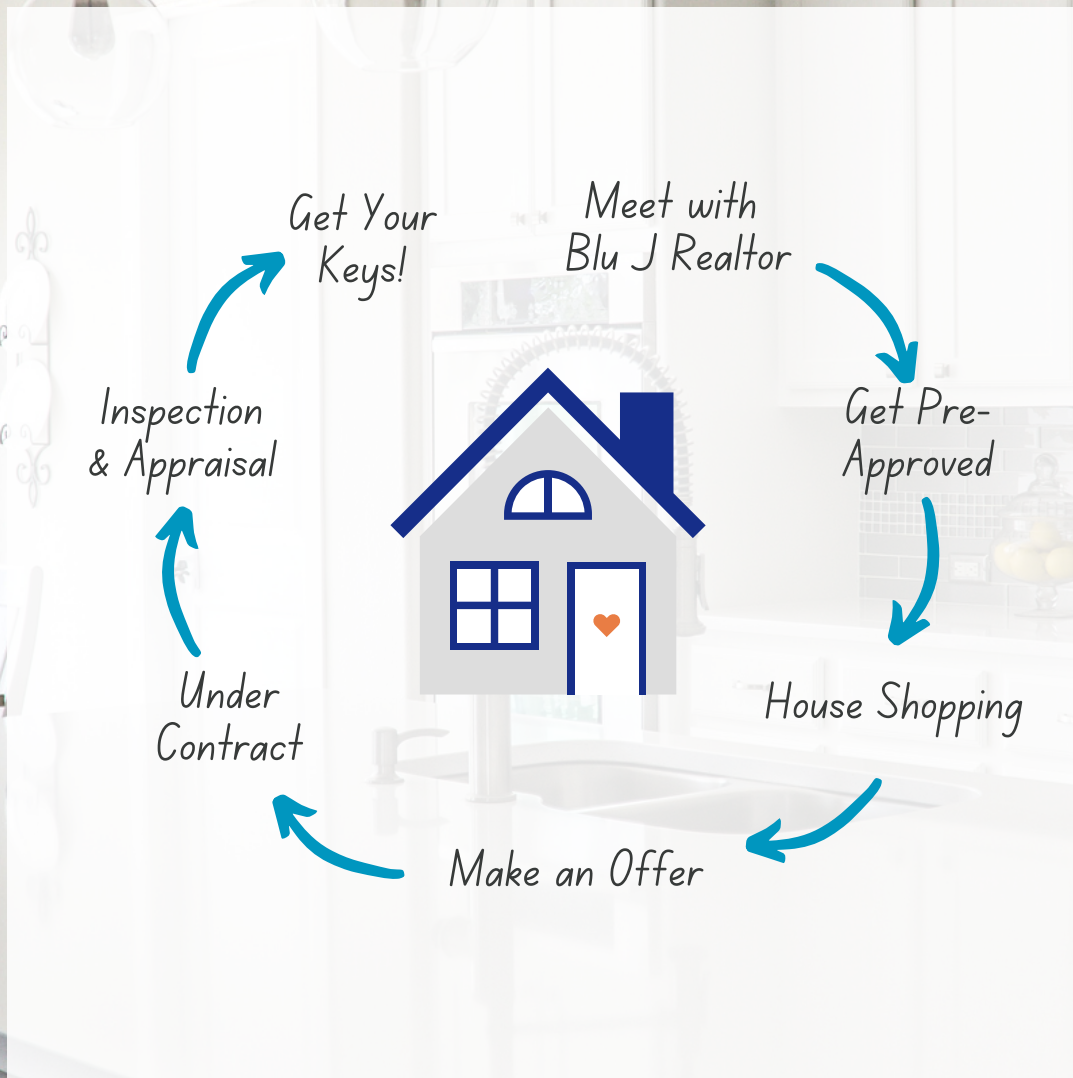 Meet with
Blu J Realtor
Get Pre-
Approved
House Shopping
Make an Offer
Under
Contract
Inspection
& Appraisal
Get Your
Keys!